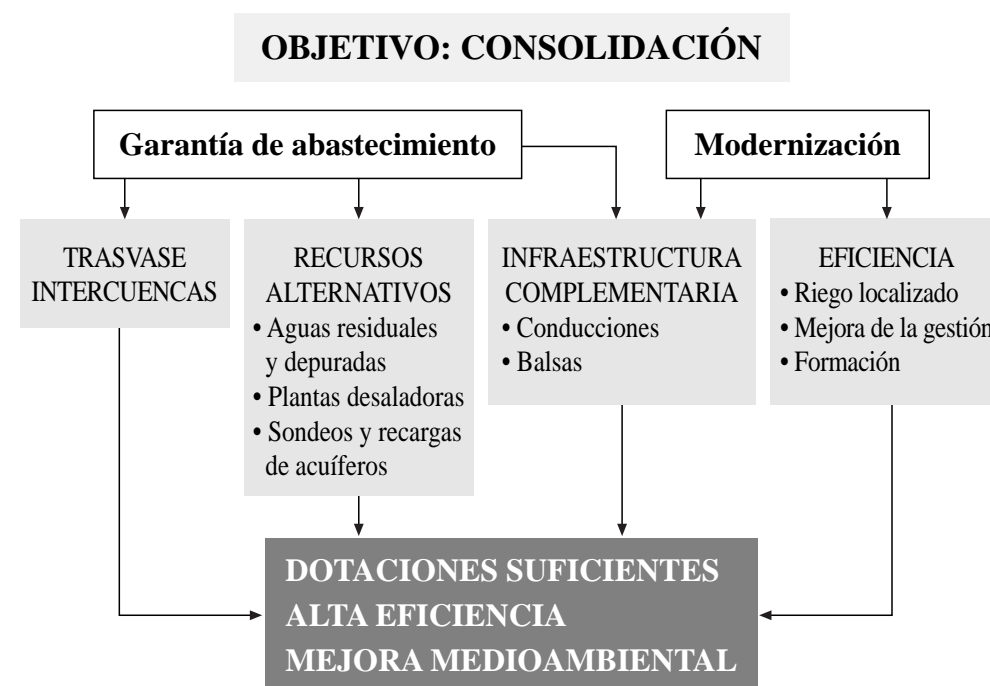 OBJETIVO: CONSOLIDACIÓN
Garantía de abastecimiento
Modernización
TRASVASE
INTERCUENCAS
RECURSOS
ALTERNATIVOS
• Aguas residuales
y depuradas
• Plantas desaladoras
• Sondeos y recargas
de acuíferos
INFRAESTRUCTURA
COMPLEMENTARIA
• Conducciones
• Balsas
EFICIENCIA
• Riego localizado
• Mejora de la gestión
• Formación
DOTACIONES SUFICIENTES
ALTA EFICIENCIA
MEJORA MEDIOAMBIENTAL